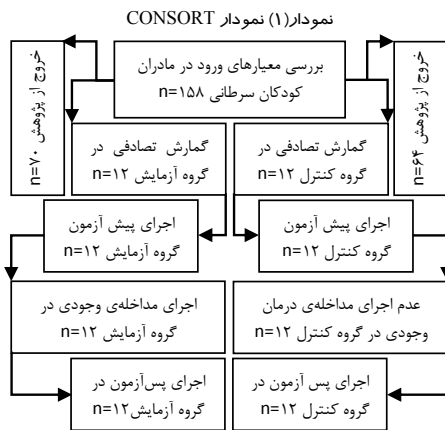 نمودار(۱) نمودار CONSORT
بررسی معیارهای ورود در مادران
کودکان سرطانی n=۱۵۸
خروج از پژوهش n=۶۴
خروج از پژوهش n=۷۰
گمارش تصادفی در
گروه کنترل n=۱۲
گمارش تصادفی در
گروه آزمایش n=۱۲
اجرای پیش آزمون
گروه کنترل n=۱۲
اجرای پیش آزمون
گروه آزمایش n=۱۲
عدم اجرای مداخله‌ی درمان
وجودی در گروه کنترل n=۱۲
اجرای مداخله‌ی وجودی در
گروه آزمایش n=۱۲
اجرای پس آزمون در
گروه کنترل n=۱۲
اجرای پس‌آزمون در
گروه آزمایش n=۱۲